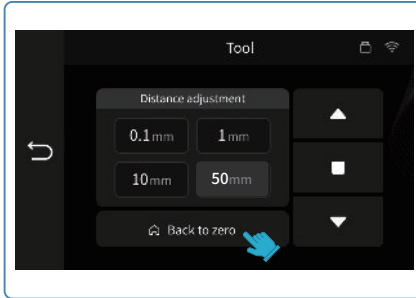 Tool
Distance adjustment
0.1mm 1mm
10mm 50mm
Back to zero